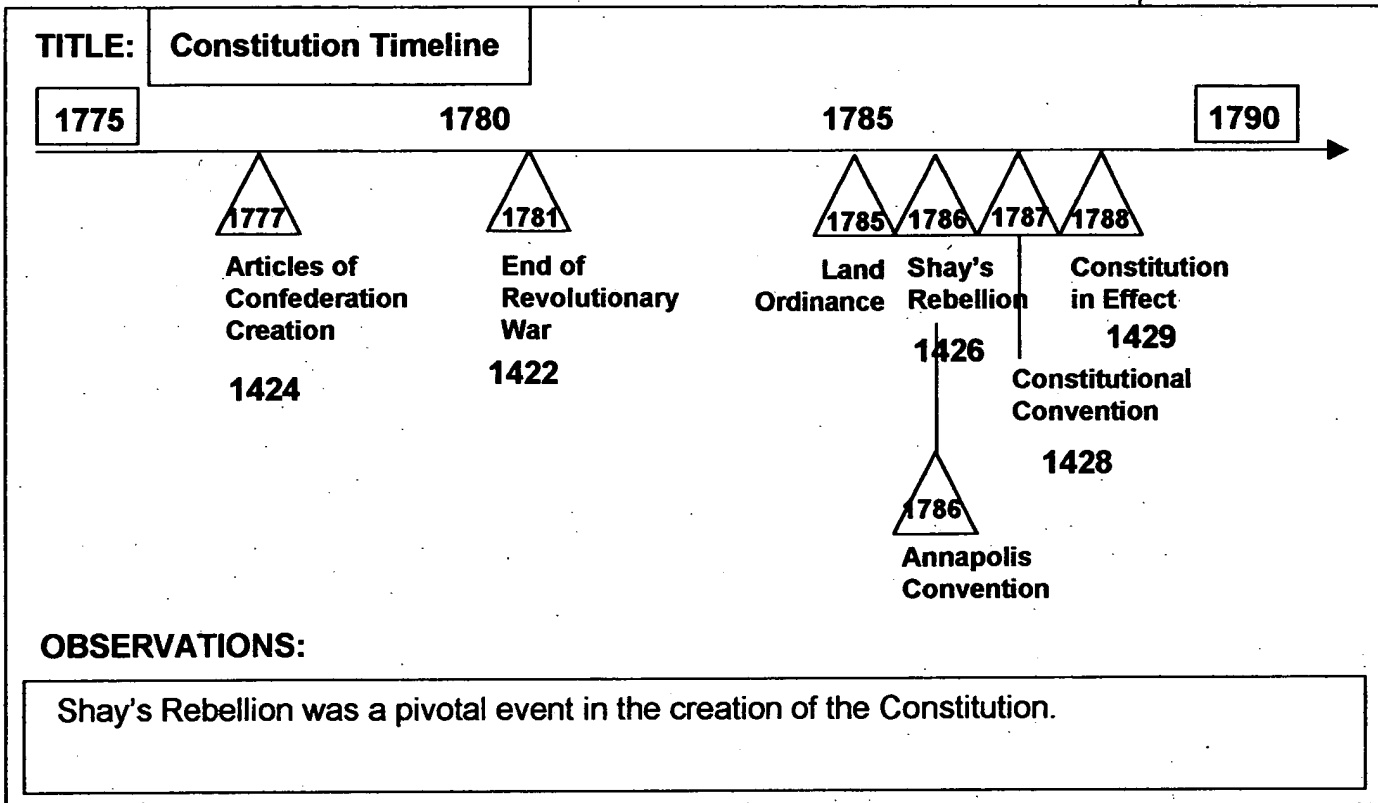 TITLE: Constitution Timeline
1775 1780 1785 1790
1777 1781 1785 1786 1787 1788
Articles of
Confederation
Creation
1424
End of
Revolutionary
War
1422
Land
Ordinance
Shay's
Rebellion
1426
Constitution
in Effect
1429
Constitutional
Convention
1428
1786
Annapolis
Convention
OBSERVATIONS:
Shay's Rebellion was a pivotal event in the creation of the Constitution.